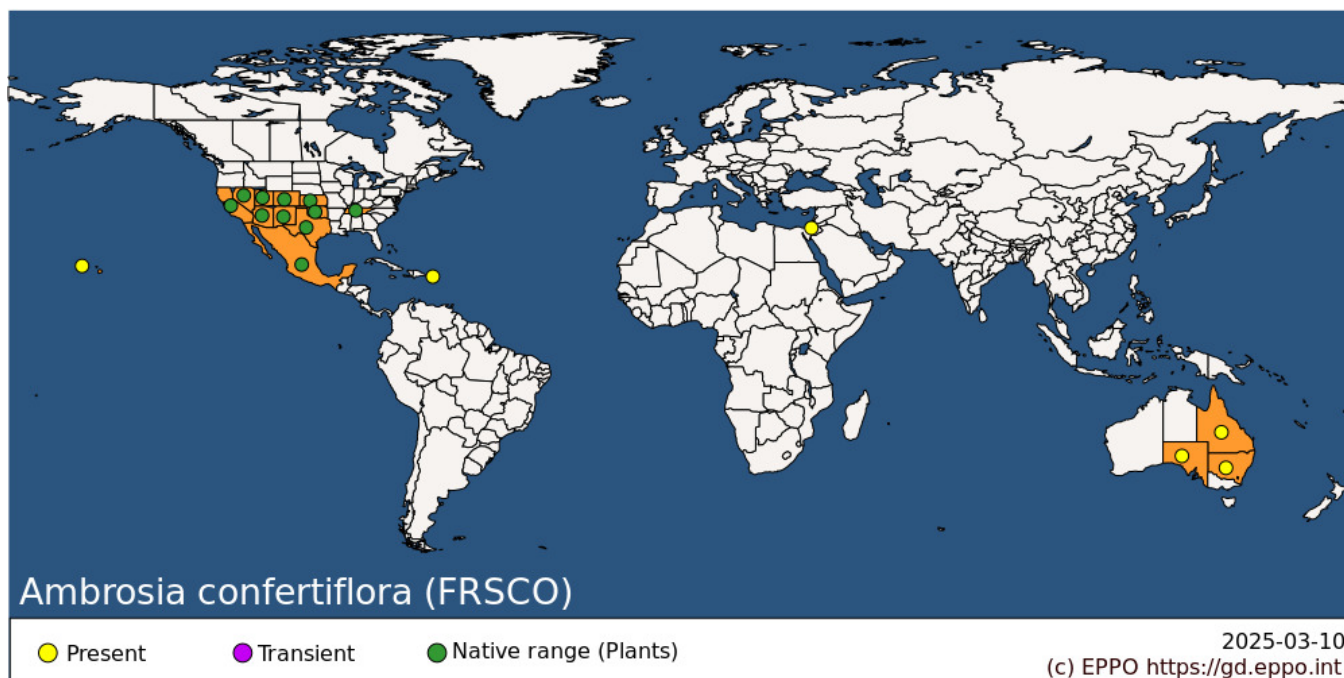 Ambrosia confertiflora (FRSCO)
Present
Transient
Native range (Plants)
2025-03-10
(c) EPPO https://gd.eppo.int